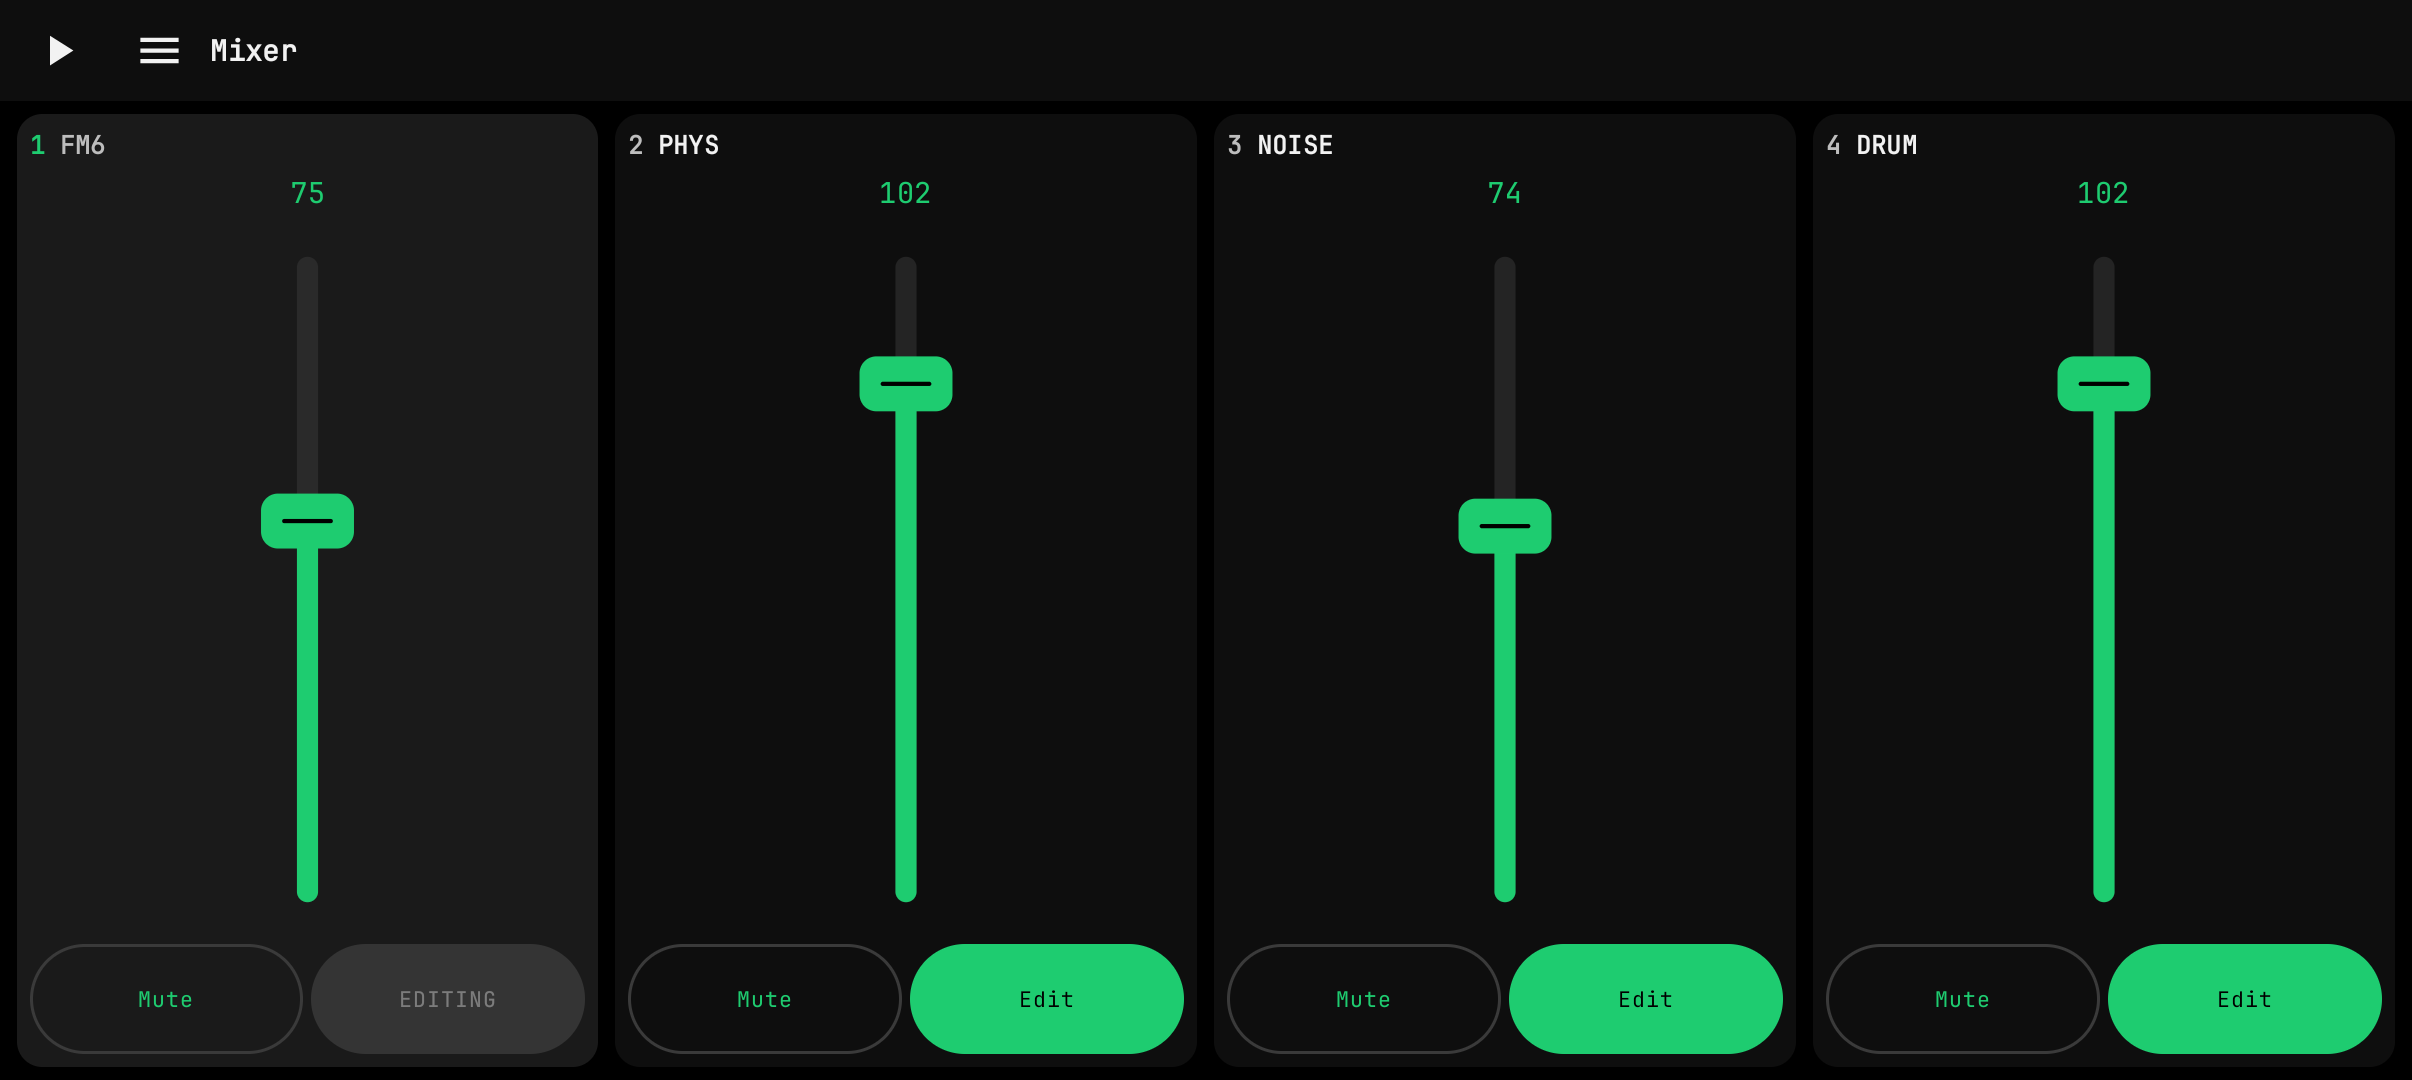 Mixer
1 FM6
75
Mute
EDITING
2 PHYS
102
Mute
Edit
3 NOISE
74
Mute
Edit
4 DRUM
102
Mute
Edit